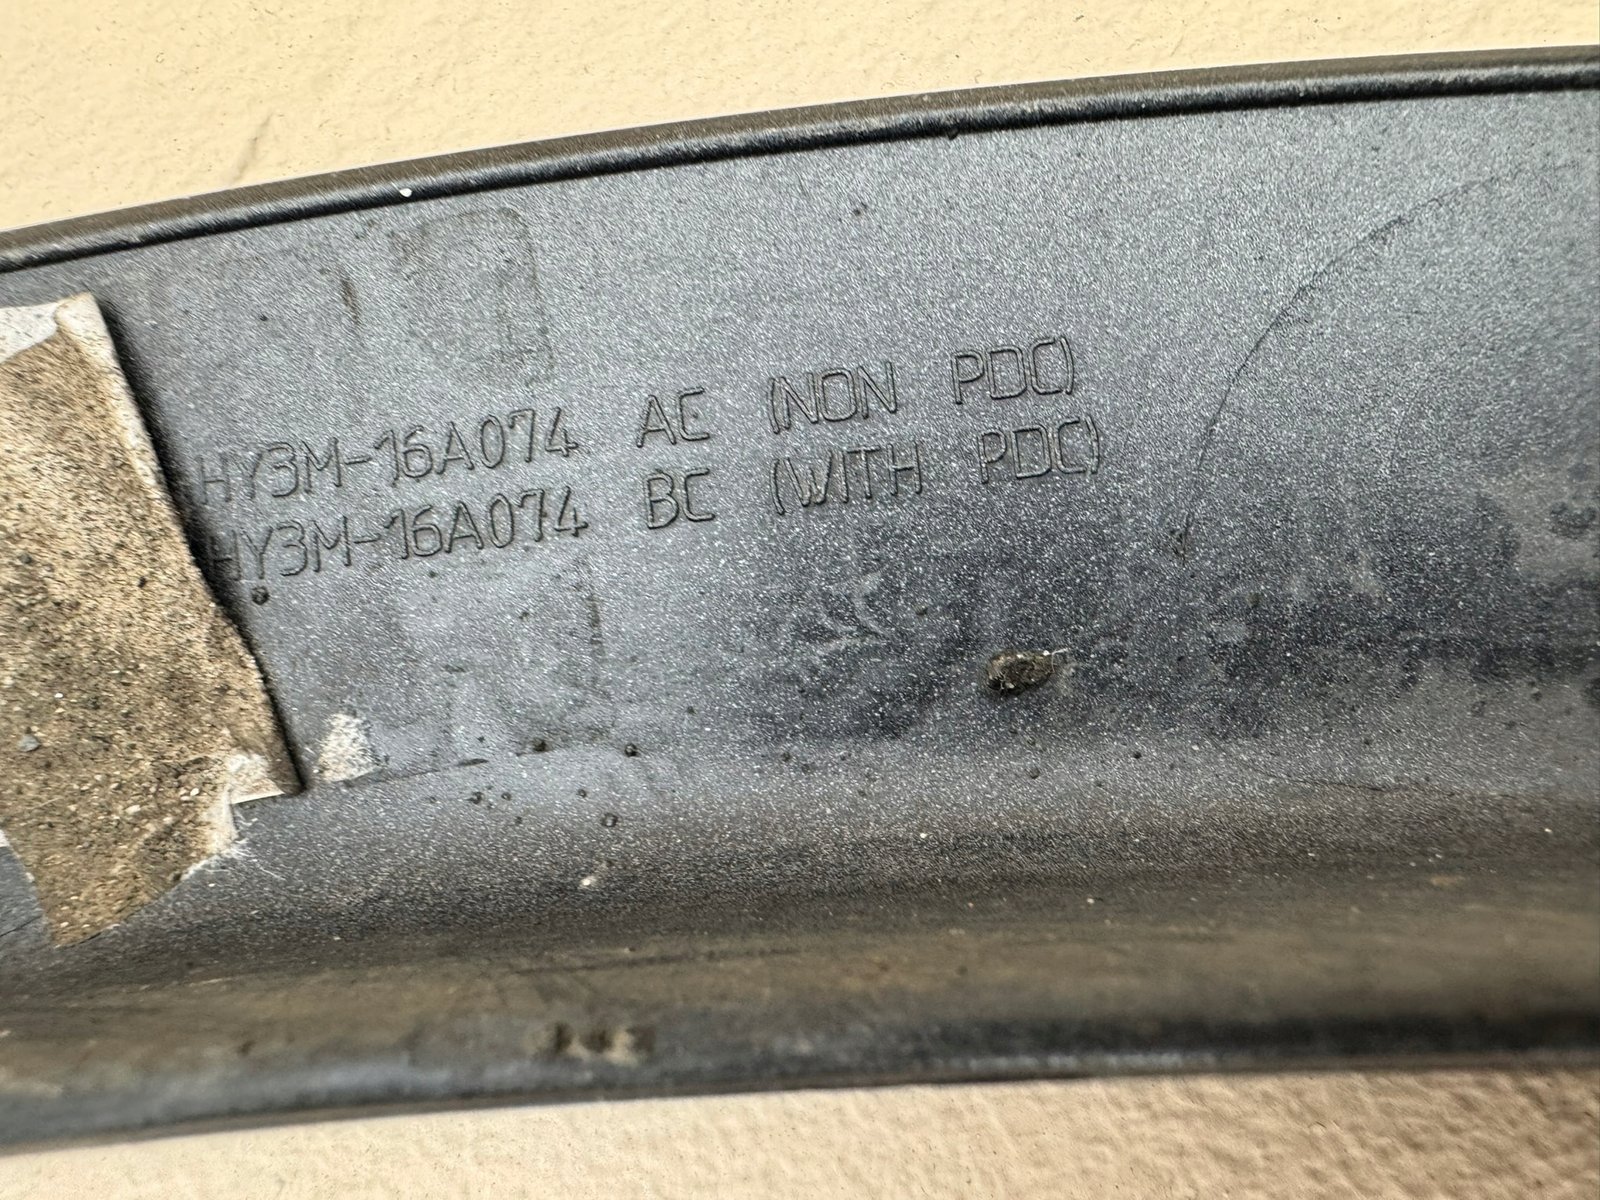 HY3M-16A074 AC (NON PDC)
HY3M-16A074 BC (WITH PDC)